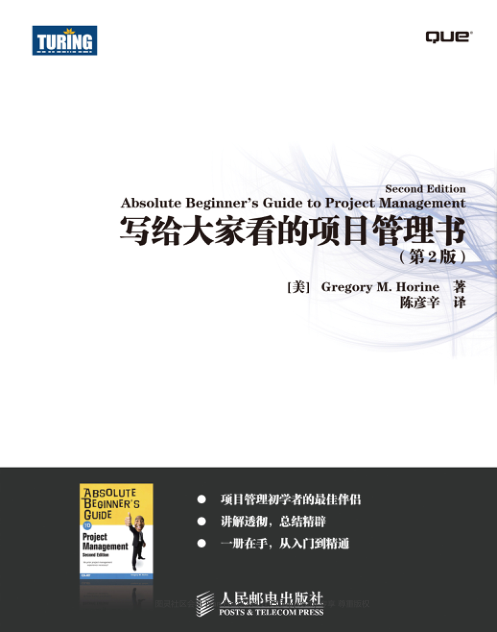 TURING
QUE
Second Edition
Absolute Beginner's Guide to Project Management
写给大家看的项目管理书
(第2版)
[美] Gregory M. Horine 著
陈彦辛 译
ABSOLUTE
BEGINNER'S
GUIDE
TO
Project
Management
Second Edition
● 项目管理初学者的最佳伴侣
● 讲解透彻，总结精辟
● 一册在手，从入门到精通
人民邮电出版社
POSTS & TELECOM PRESS